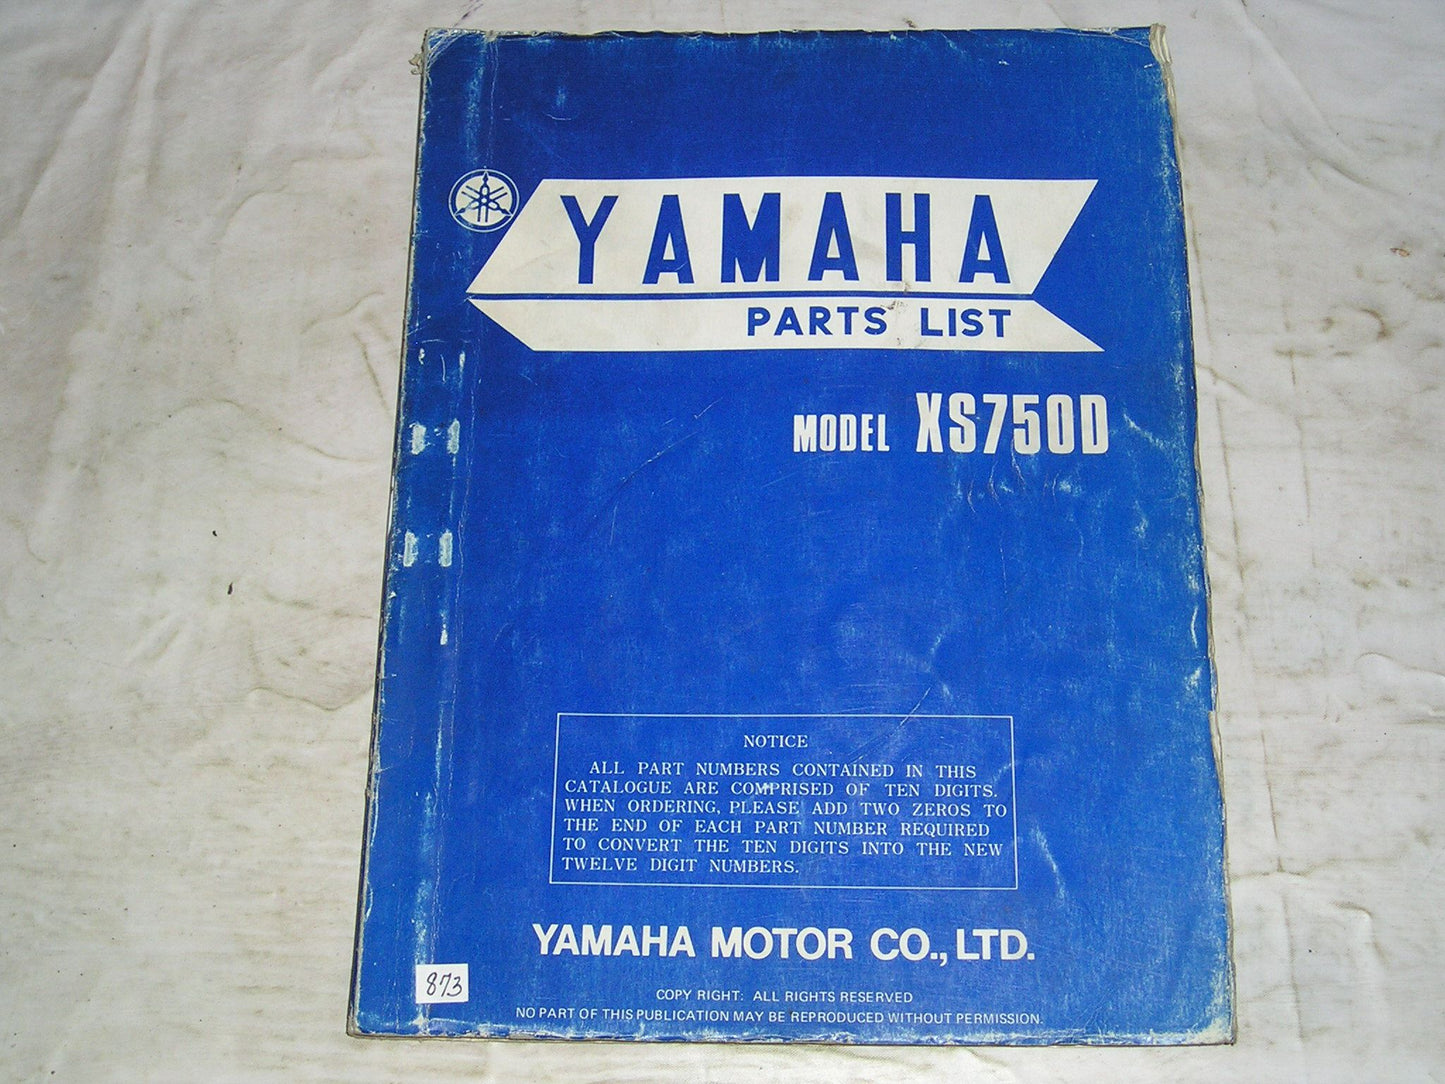 YAMAHA
PARTS LIST
MODEL XS750D
NOTICE
ALL PART NUMBERS CONTAINED IN THIS
CATALOGUE ARE COMPRISED OF TEN DIGITS.
WHEN ORDERING, PLEASE ADD TWO ZEROS TO
THE END OF EACH PART NUMBER REQUIRED
TO CONVERT THE TEN DIGITS INTO THE NEW
TWELVE DIGIT NUMBERS.
YAMAHA MOTOR CO., LTD.
873
COPY RIGHT: ALL RIGHTS RESERVED
NO PART OF THIS PUBLICATION MAY BE REPRODUCED WITHOUT PERMISSION.